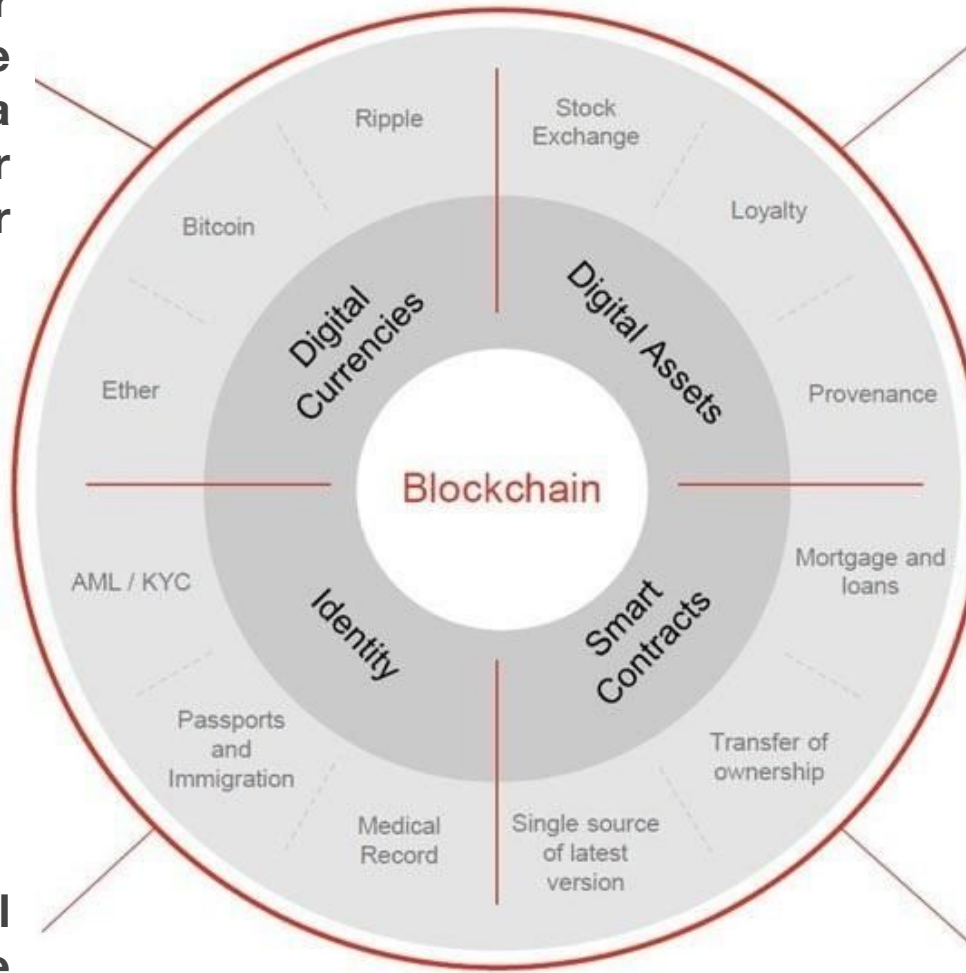 r
e
a
r
r
Ripple
Stock
Exchange
Bitcoin
Loyalty
Digital
Currencies
Digital Assets
Ether
Provenance
Blockchain
AML / KYC
Mortgage and
loans
Identity
Smart
Contracts
Passports
and
Immigration
Transfer of
ownership
Medical
Record
Single source
of latest
version
l
e